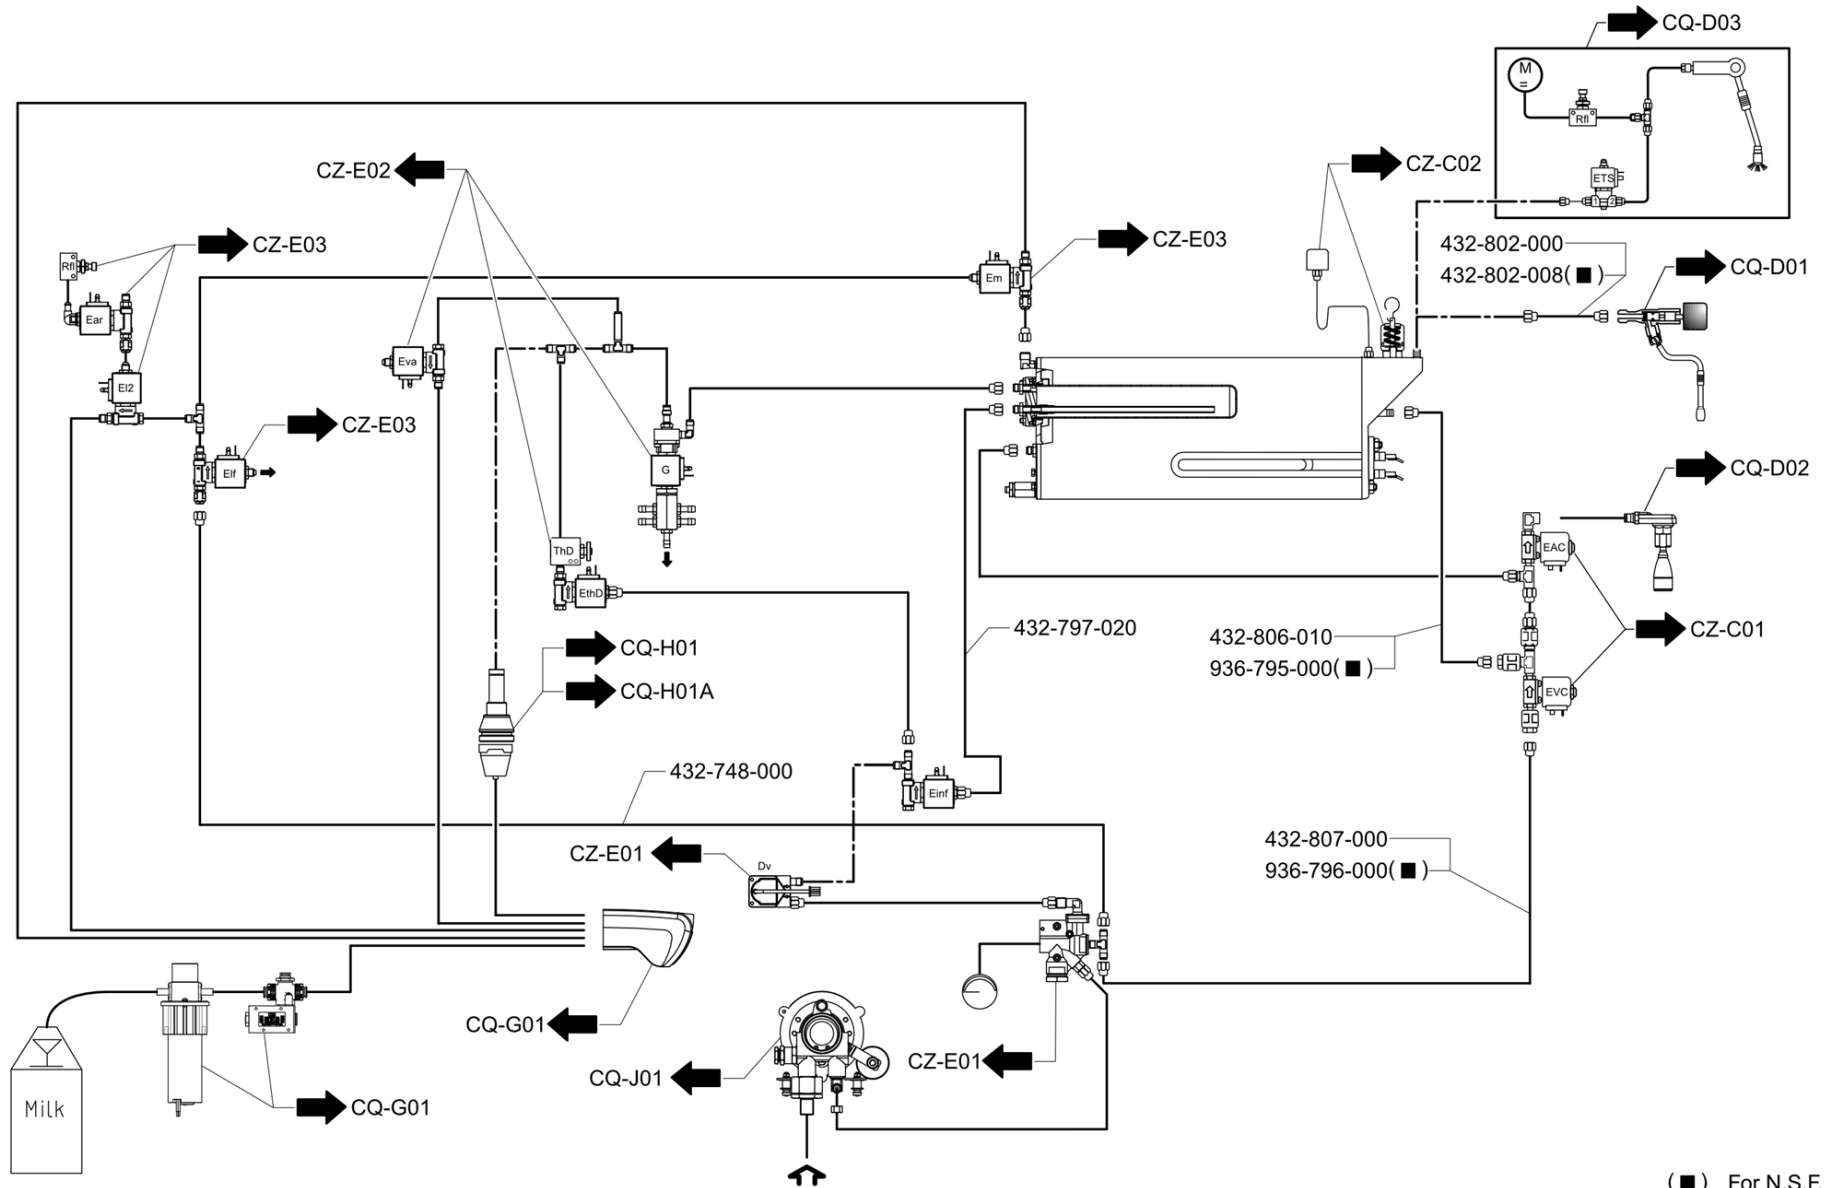 CQ-D03
M
=
Rfl
ETS
1 2
CZ-E02
CZ-C02
CZ-E03
CZ-E03
432-802-000
432-802-008(■)
CQ-D01
Rfl
Ear
Em
Eva
El2
CZ-E03
Elf
G
CQ-D02
ThD
EthD
EAC
CQ-H01
432-797-020
432-806-010
936-795-000(■)
CZ-C01
CQ-H01A
EVC
432-748-000
Einf
CZ-E01
Dv
432-807-000
936-796-000(■)
CQ-G01
CZ-E01
CQ-J01
CQ-G01
Milk
(■) For N.S.F.